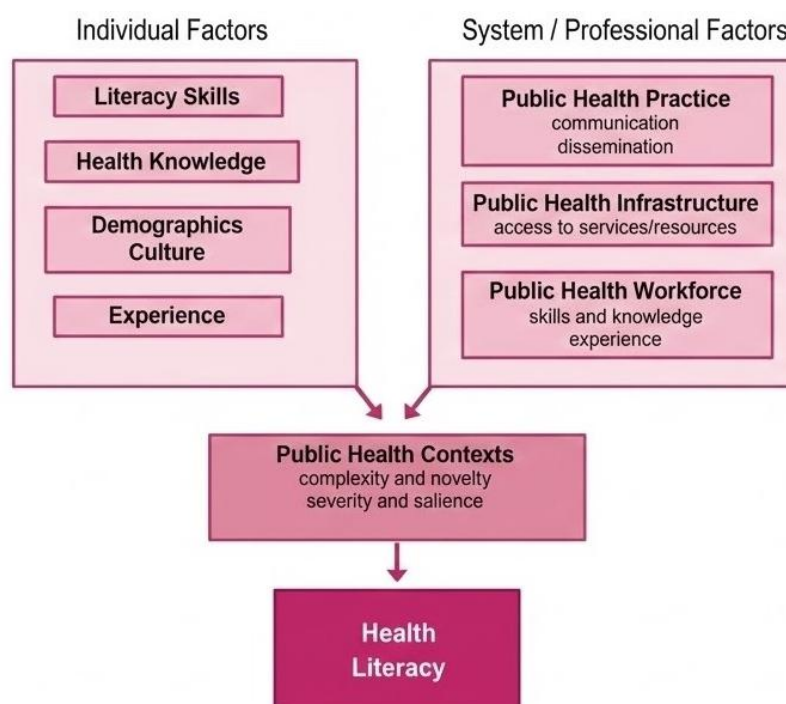 Individual Factors
Literacy Skills
Health Knowledge
Demographics
Culture
Experience
System / Professional Factors
Public Health Practice
communication
dissemination
Public Health Infrastructure
access to services/resources
Public Health Workforce
skills and knowledge
experience
Public Health Contexts
complexity and novelty
severity and salience
Health
Literacy